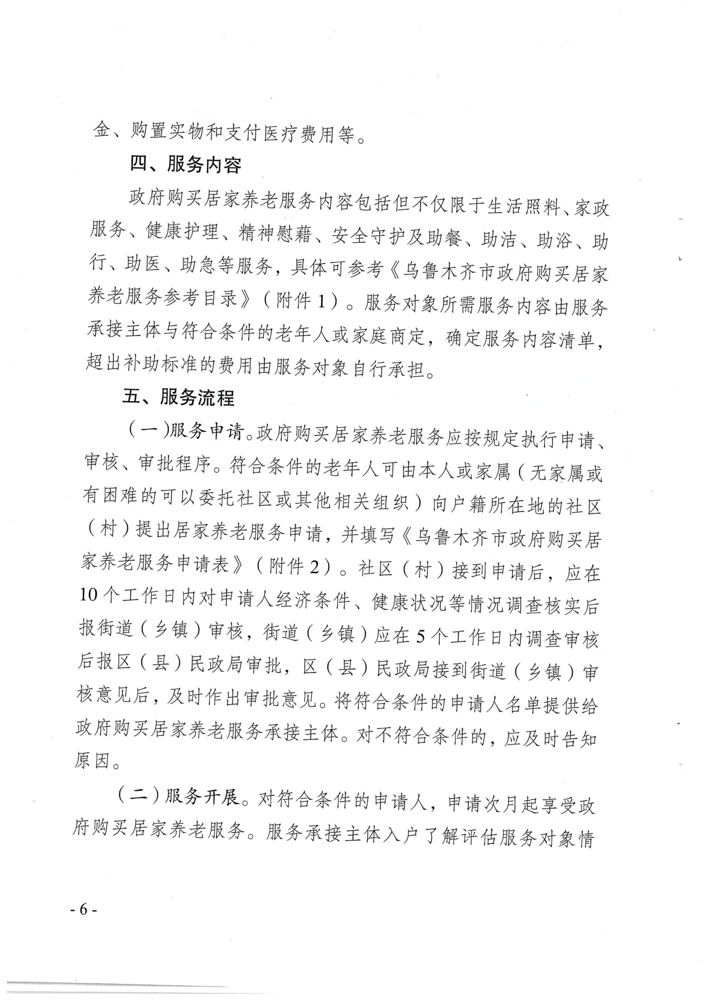 金、购置实物和支付医疗费用等。
四、服务内容
政府购买居家养老服务内容包括但不仅限于生活照料、家政
服务、健康护理、精神慰藉、安全守护及助餐、助洁、助浴、助
行、助医、助急等服务，具体可参考《乌鲁木齐市政府购买居家
养老服务参考目录》（附件1）。服务对象所需服务内容由服务
承接主体与符合条件的老年人或家庭商定，确定服务内容清单，
超出补助标准的费用由服务对象自行承担。
五、服务流程
（一)服务申请。政府购买居家养老服务应按规定执行申请、
审核、审批程序。符合条件的老年人可由本人或家属（无家属或
有困难的可以委托社区或其他相关组织）向户籍所在地的社区
（村）提出居家养老服务申请，并填写《乌鲁木齐市政府购买居
家养老服务申请表》（附件2）。社区（村）接到申请后，应在
10个工作日内对申请人经济条件、健康状况等情况调查核实后
报街道（乡镇）审核，街道（乡镇）应在5个工作日内调查审核
后报区（县）民政局审批，区（县）民政局接到街道（乡镇）审
核意见后，及时作出审批意见。将符合条件的申请人名单提供给
政府购买居家养老服务承接主体。对不符合条件的，应及时告知
原因。
（二）服务开展。对符合条件的申请人，申请次月起享受政
府购买居家养老服务。服务承接主体入户了解评估服务对象情
- 6 -